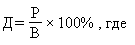 Д = Р/В × 100% , где